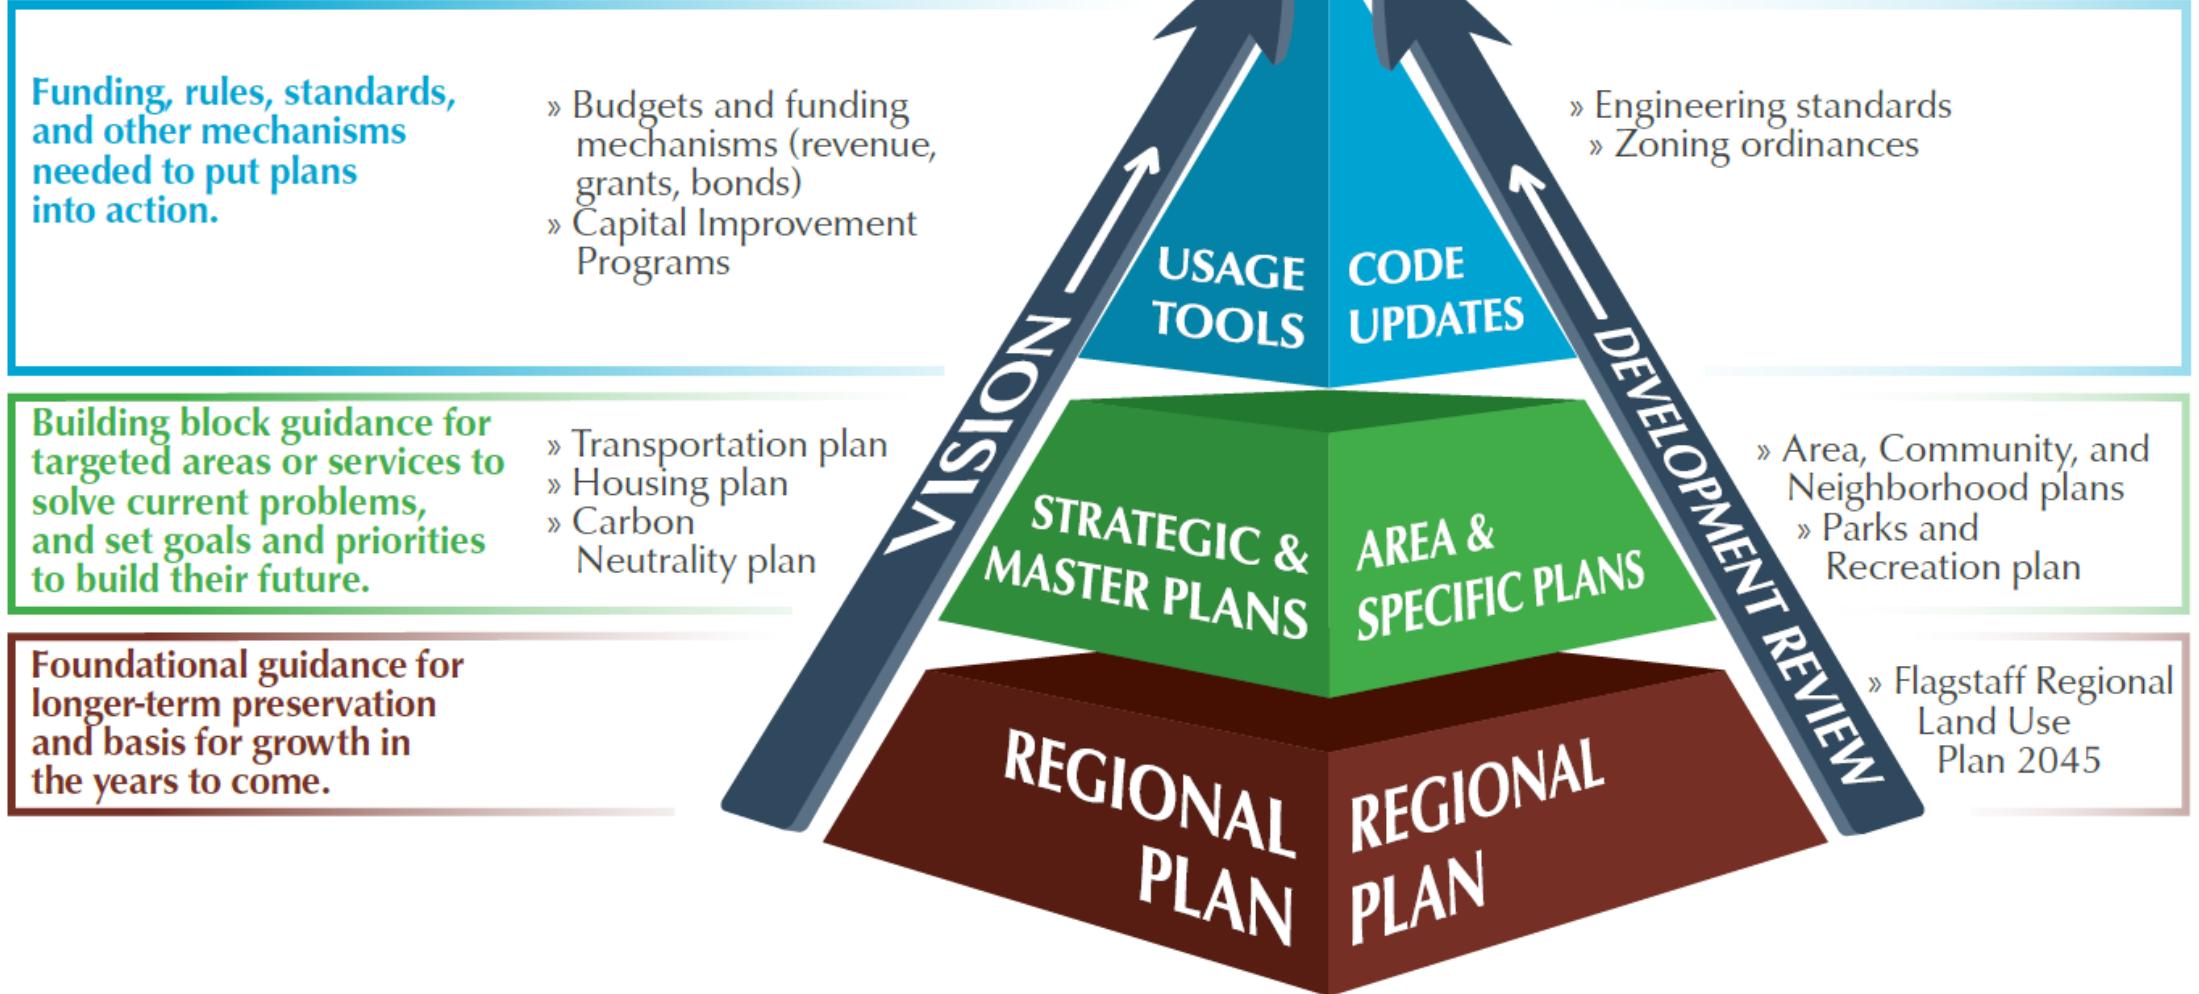 Funding, rules, standards,
and other mechanisms
needed to put plans
into action.
» Budgets and funding
mechanisms (revenue,
grants, bonds)
» Capital Improvement
Programs
USAGE
TOOLS
CODE
UPDATES
» Engineering standards
» Zoning ordinances
VISION
DEVELOPMENT REVIEW
Building block guidance for
targeted areas or services to
solve current problems,
and set goals and priorities
to build their future.
» Transportation plan
» Housing plan
» Carbon
Neutrality plan
STRATEGIC &
MASTER PLANS
AREA &
SPECIFIC PLANS
» Area, Community, and
Neighborhood plans
» Parks and
Recreation plan
Foundational guidance for
longer-term preservation
and basis for growth in
the years to come.
REGIONAL
PLAN
REGIONAL
PLAN
» Flagstaff Regional
Land Use
Plan 2045